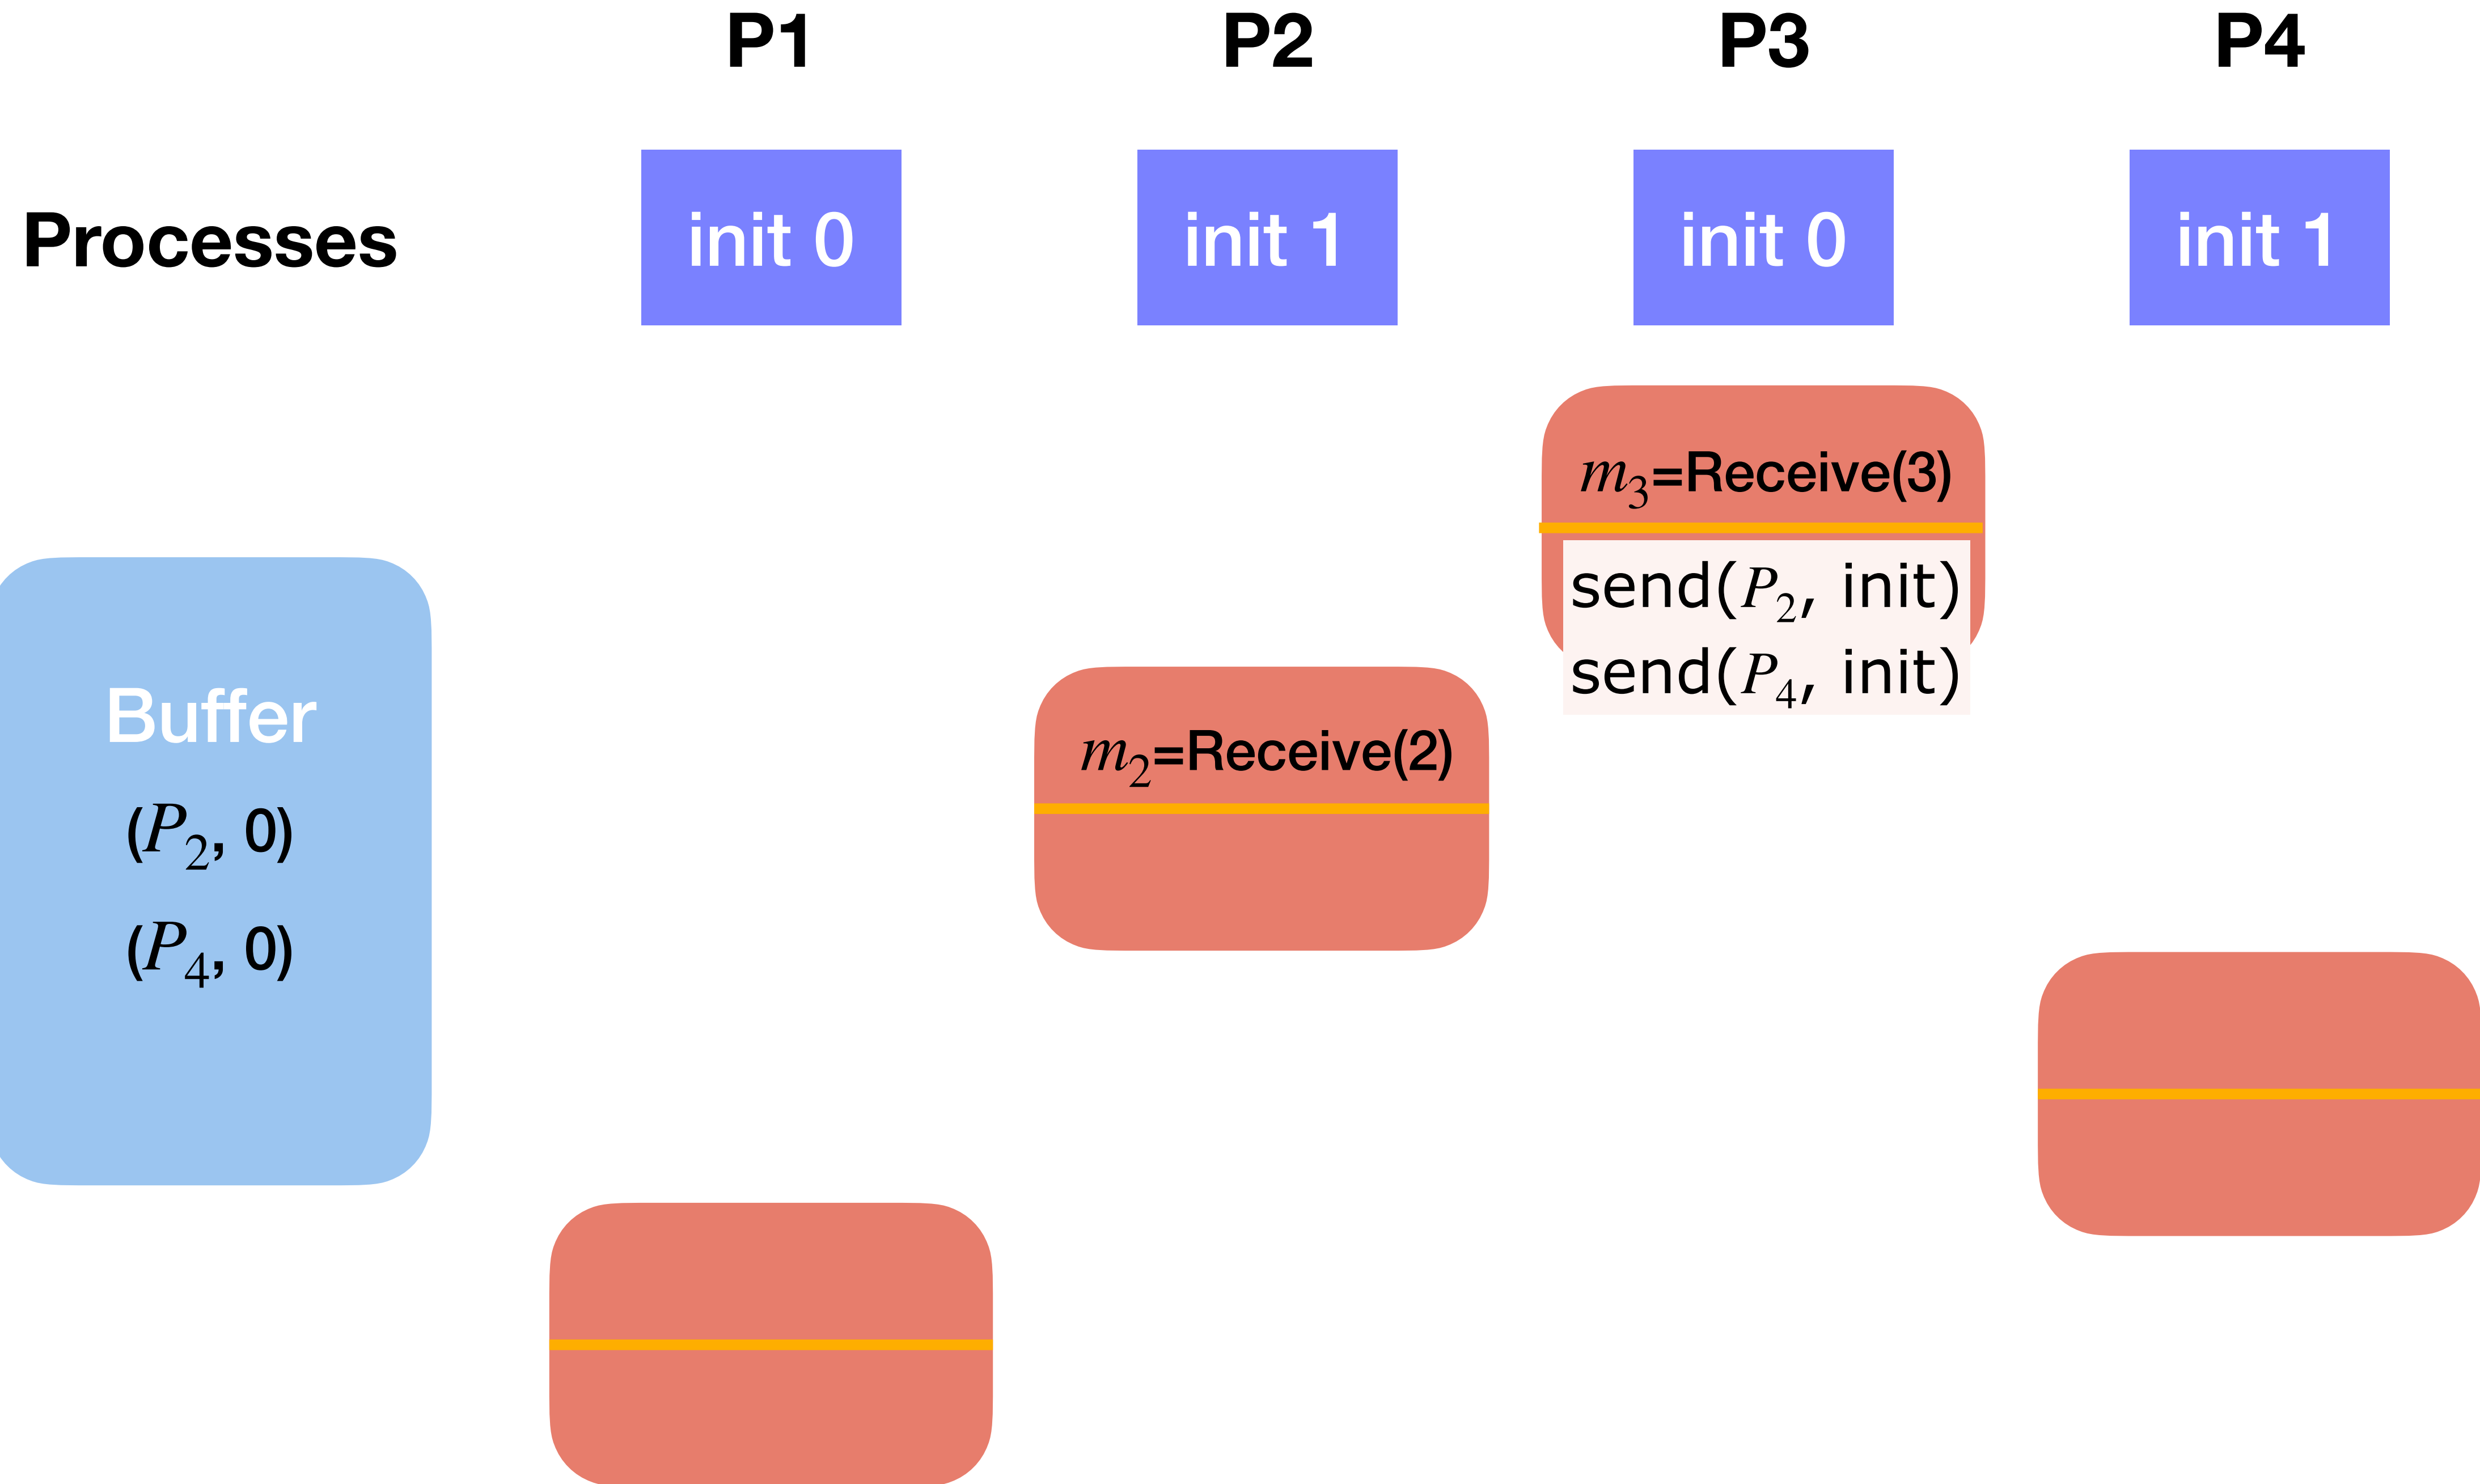 P1 P2 P3 P4
Processes init 0 init 1 init 0 init 1
m₃=Receive(3)
send(P₂, init)
send(P₄, init)
Buffer
m₂=Receive(2)
(P₂, 0)
(P₄, 0)